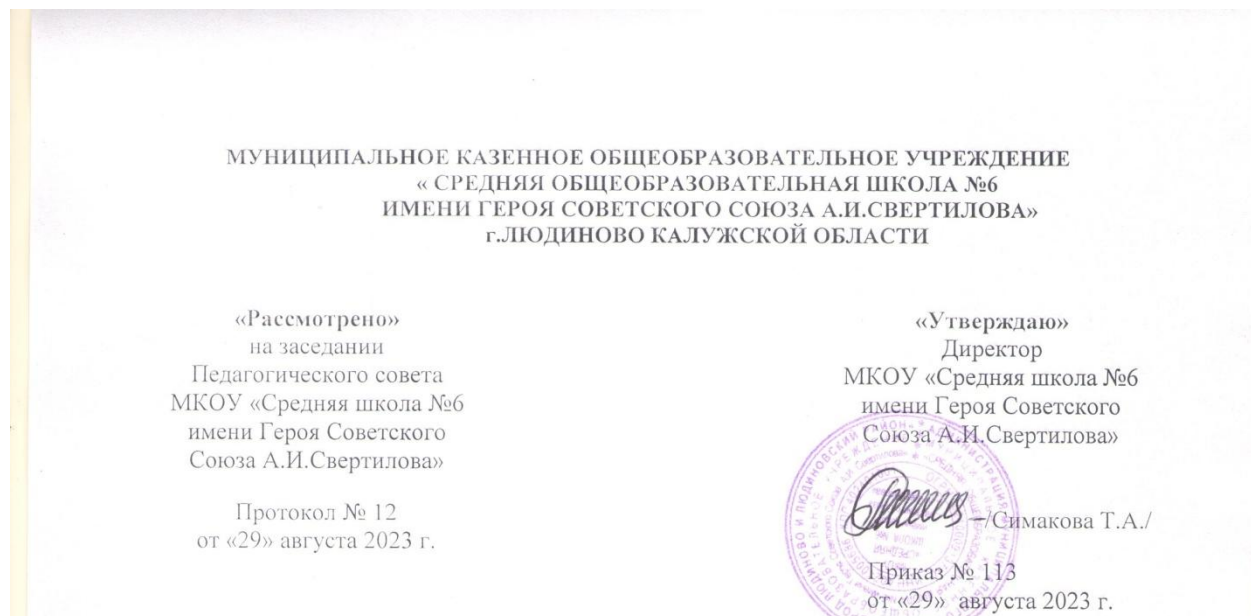 МУНИЦИПАЛЬНОЕ КАЗЕННОЕ ОБЩЕОБРАЗОВАТЕЛЬНОЕ УЧРЕЖДЕНИЕ
« СРЕДНЯЯ ОБЩЕОБРАЗОВАТЕЛЬНАЯ ШКОЛА №6
ИМЕНИ ГЕРОЯ СОВЕТСКОГО СОЮЗА А.И.СВЕРТИЛОВА»
г.ЛЮДИНОВО КАЛУЖСКОЙ ОБЛАСТИ
«Рассмотрено»
на заседании
Педагогического совета
МКОУ «Средняя школа №6
имени Героя Советского
Союза А.И.Свертилова»
Протокол № 12
от «29» августа 2023 г.
«Утверждаю»
Директор
МКОУ «Средняя школа №6
имени Героя Советского
Союза А.И.Свертилова»
/Симакова Т.А./
Приказ № 113
от «29» августа 2023 г.